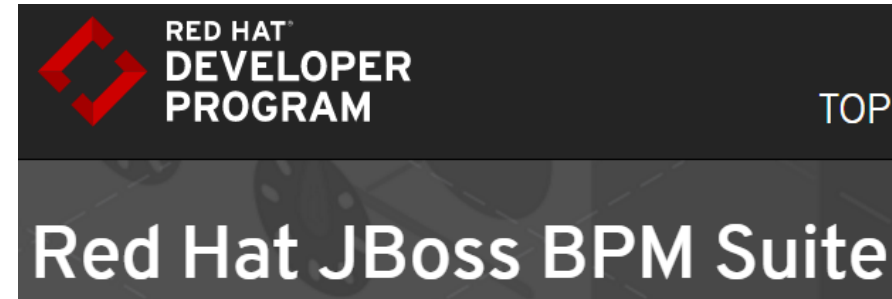 RED HAT®
DEVELOPER
PROGRAM
TOP
Red Hat JBoss BPM Suite